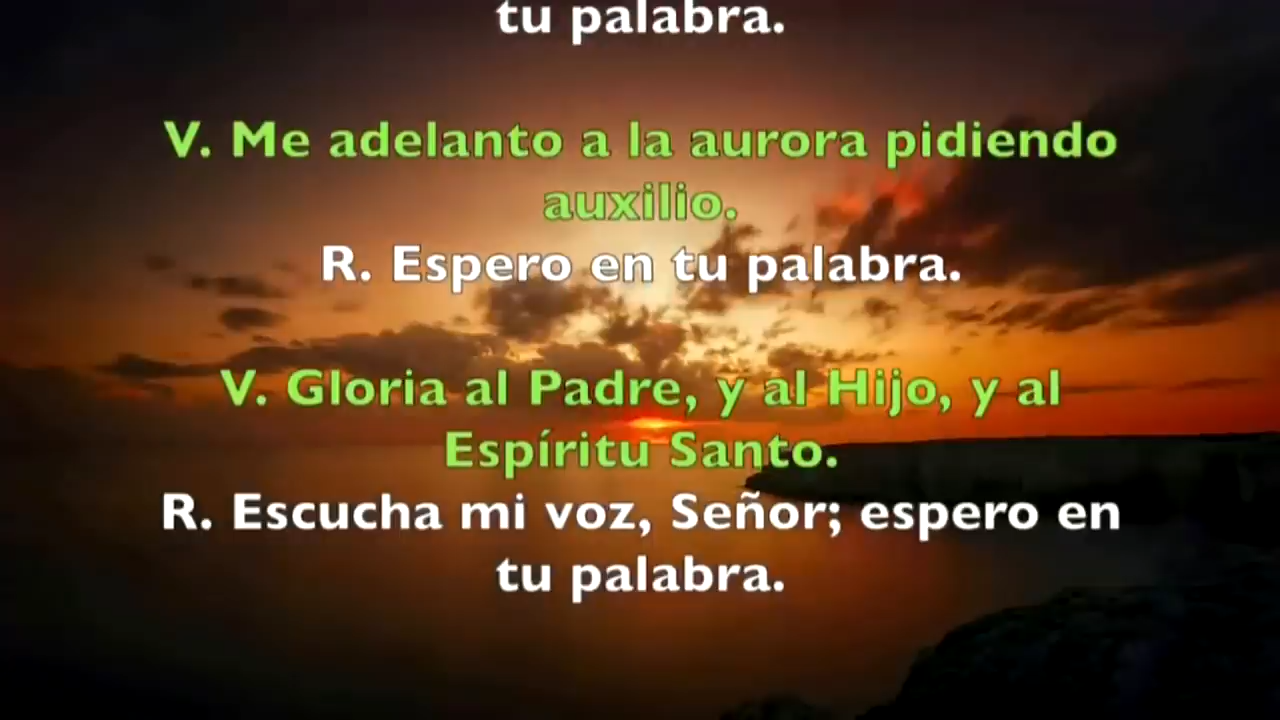 tu palabra.
V. Me adelanto a la aurora pidiendo
auxilio.
R. Espero en tu palabra.
V. Gloria al Padre, y al Hijo, y al
Espíritu Santo.
R. Escucha mi voz, Señor; espero en
tu palabra.